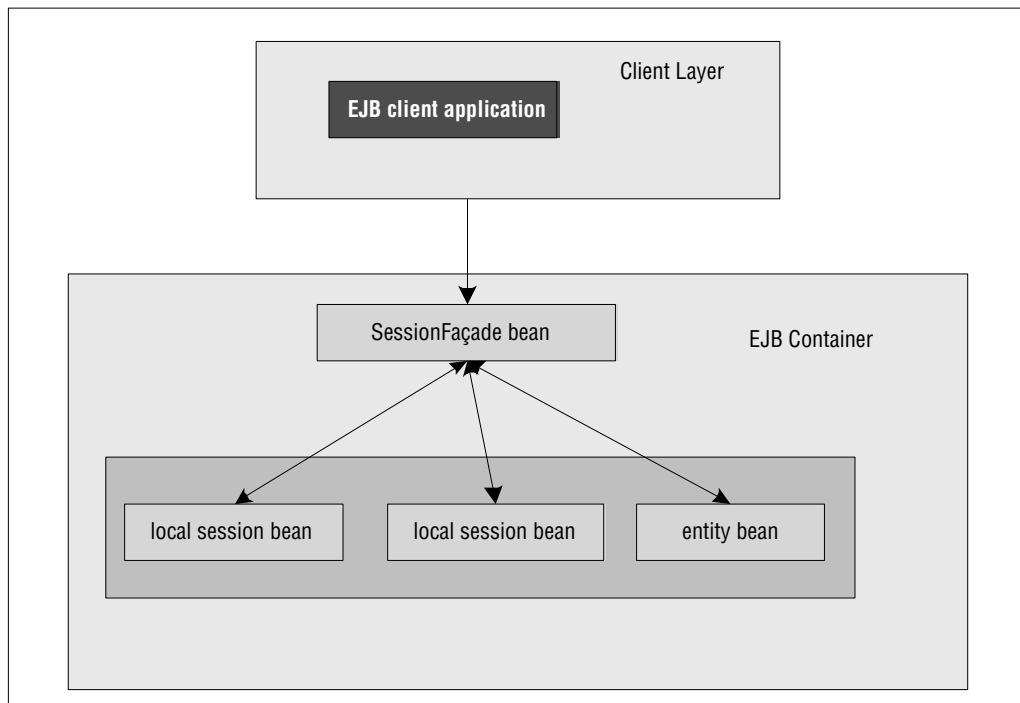 Client Layer
EJB client application
SessionFaçade bean
EJB Container
local session bean
local session bean
entity bean